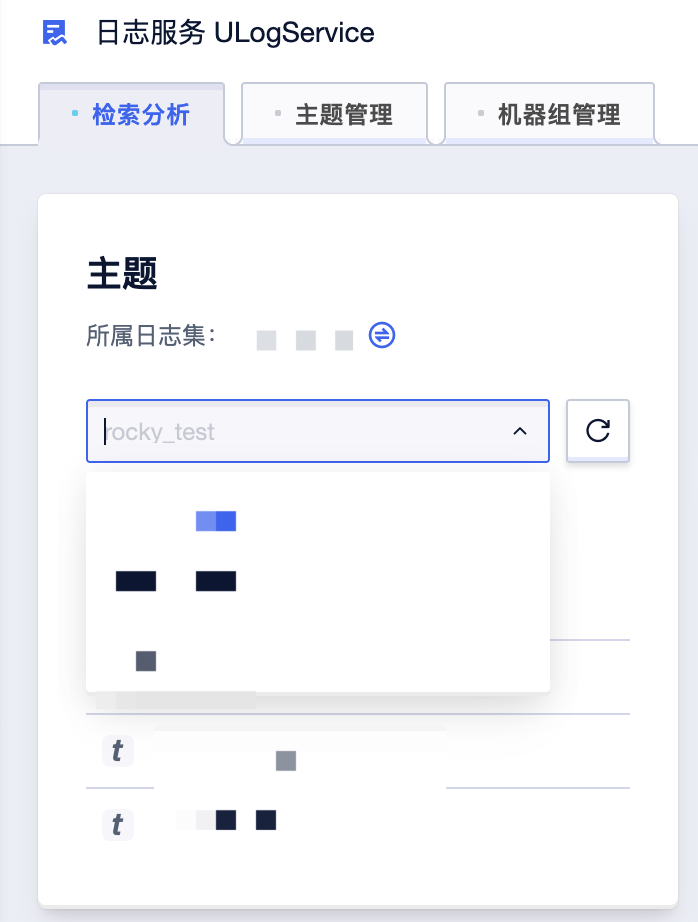 日志服务 ULogService
检索分析
主题管理
机器组管理
主题
所属日志集：
rocky_test
t
t